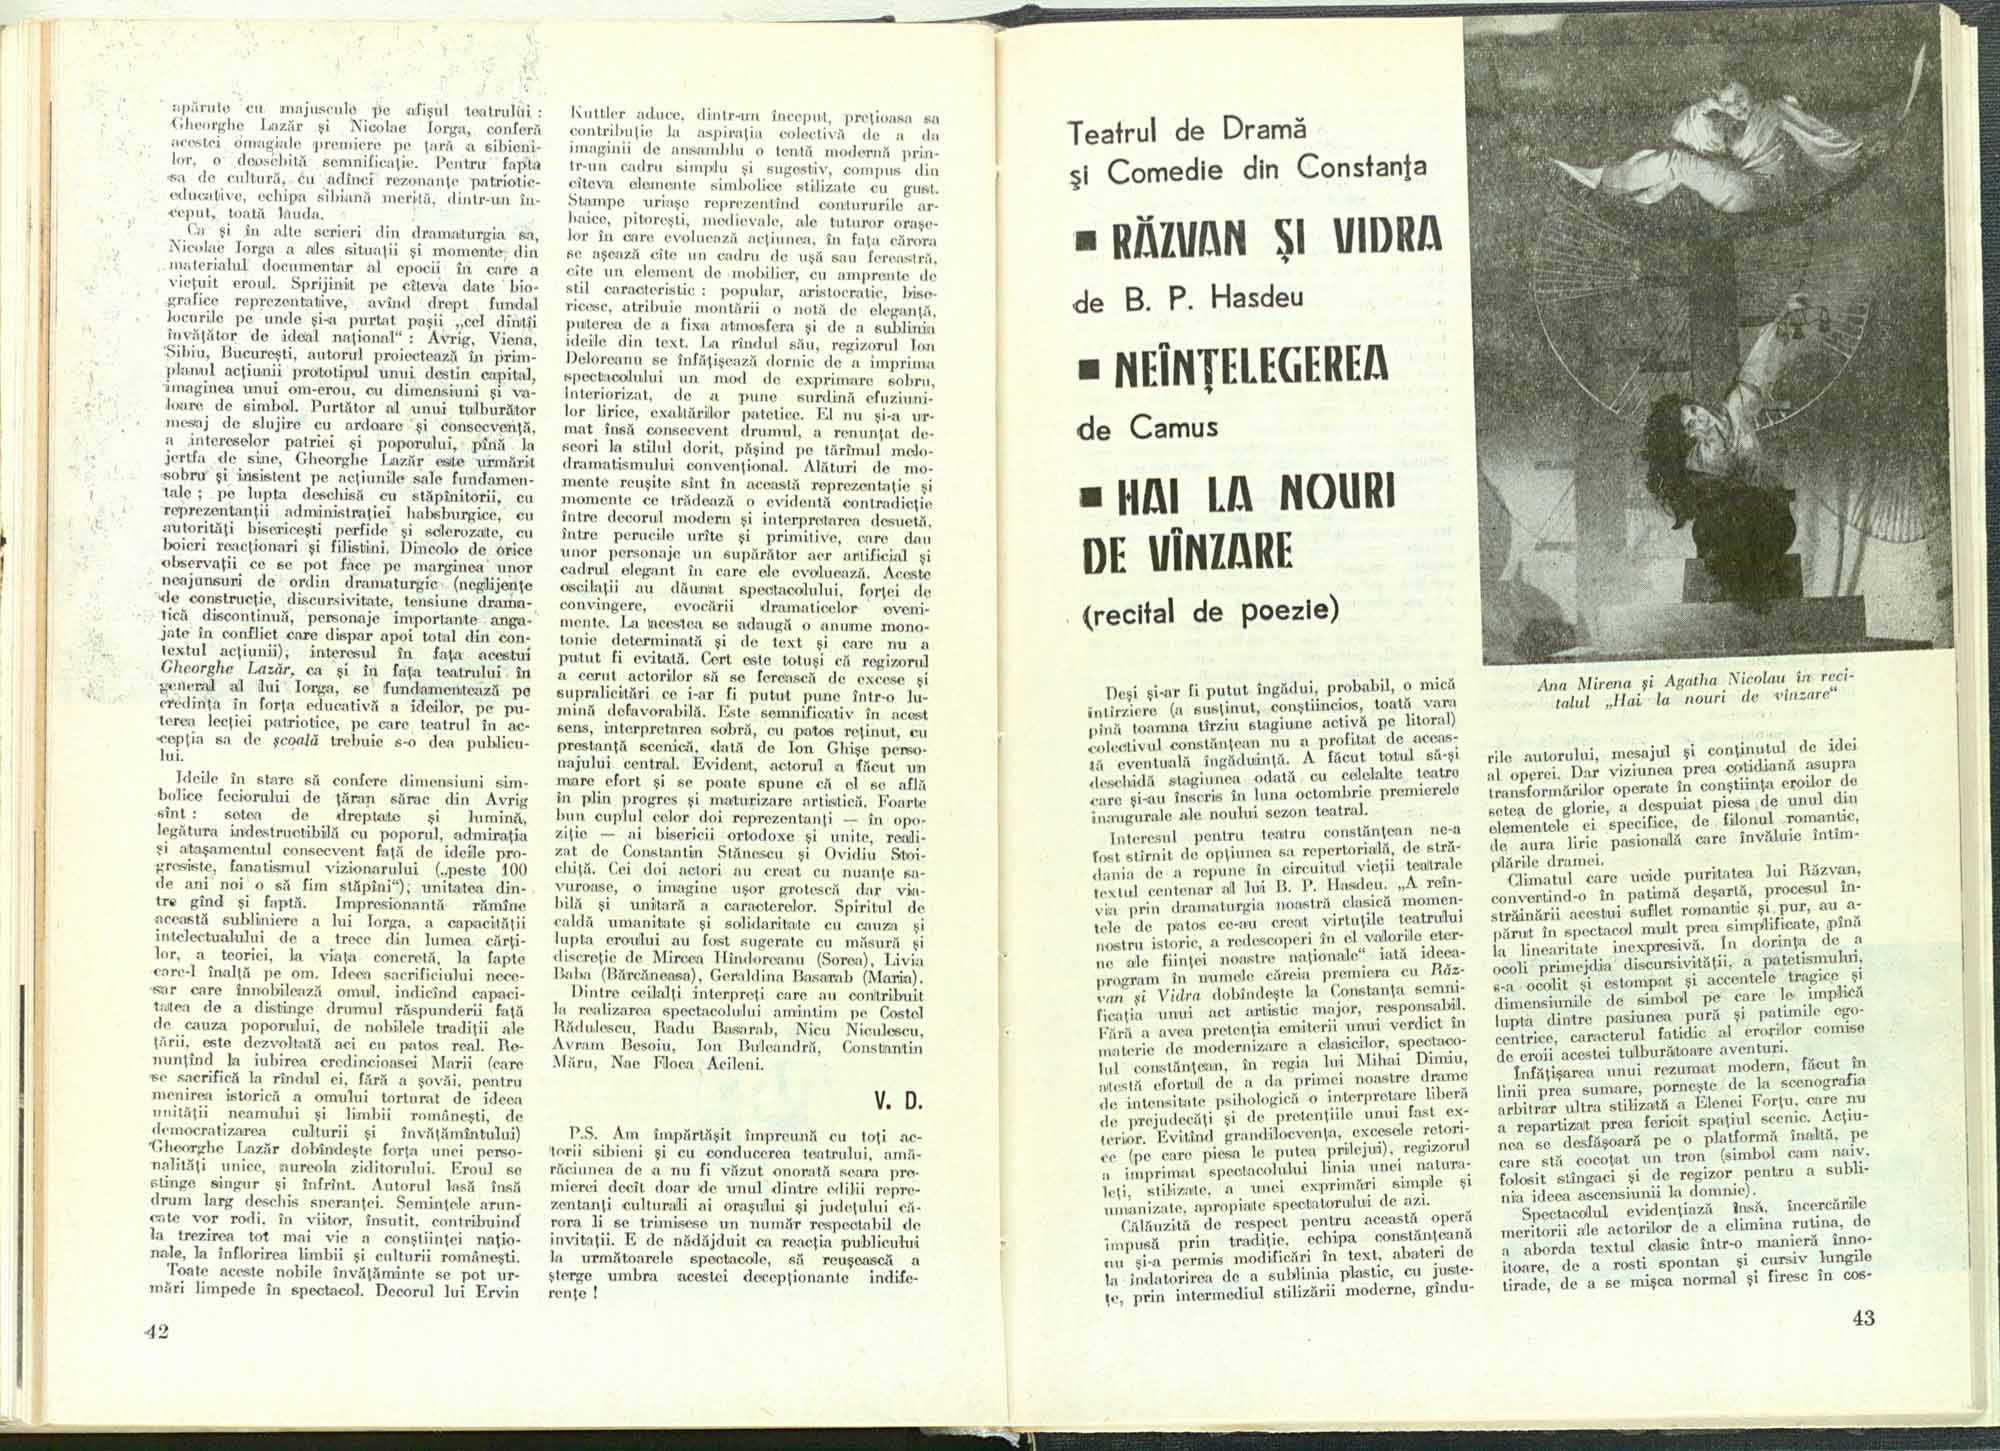 apărute cu majuscule pe afişul teatrului :
Gheorghe Lazăr şi Nicolae Iorga, conferă
acestei omagiale premiere pe ţară a sibieni-
lor, o deosebită semnificaţie. Pentru fapta
sa de cultură, cu adînci rezonanţe patriotic-
educative, echipa sibiană merită, dintr-un în-
ceput, toată lauda.
Ca şi în alte scrieri din dramaturgia sa,
Nicolae Iorga a ales situaţii şi momente din
materialul documentar al epocii în care a
vieţuit eroul. Sprijinit pe cîteva date bio-
grafice reprezentative, avînd drept fundal
locurile pe unde şi-a purtat paşii „cel dintîi
învăţător de ideal naţional“ : Avrig, Viena,
Sibiu, Bucureşti, autorul proiectează în prim-
planul acţiunii prototipul unui destin capital,
imaginea unui om-erou, cu dimensiuni şi va-
loare de simbol. Purtător al unui tulburător
mesaj de slujire cu ardoare şi consecvenţă,
a intereselor patriei şi poporului, pînă la
jertfa de sine, Gheorghe Lazăr este urmărit
sobru şi insistent pe acţiunile sale fundamen-
tale ; pe lupta deschisă cu stăpînitorii, cu
reprezentanţii administraţiei habsburgice, cu
autorităţi bisericeşti perfide şi sclerozate, cu
boieri reacţionari şi filistini. Dincolo de orice
observaţii ce se pot face pe marginea unor
neajunsuri de ordin dramaturgic (neglijenţe
de construcţie, discursivitate, tensiune drama-
tică discontinuă, personaje importante anga-
jate în conflict care dispar apoi total din con-
textul acţiunii), interesul în faţa acestui
Gheorghe Lazăr, ca şi în faţa teatrului în
general al lui Iorga, se fundamentează pe
credinţa în forţa educativă a ideilor, pe pu-
terea lecţiei patriotice, pe care teatrul în ac-
cepţia sa de şcoală trebuie s-o dea publicu-
lui.
Ideile în stare să confere dimensiuni sim-
bolice feciorului de ţăran sărac din Avrig
sînt : setea de dreptate şi lumină,
legătura indestructibilă cu poporul, admiraţia
şi ataşamentul consecvent faţă de ideile pro-
gresiste, fanatismul vizionarului („peste 100
de ani noi o să fim stăpîni“), unitatea din-
tre gînd şi faptă. Impresionantă rămîne
această subliniere a lui Iorga, a capacităţii
intelectualului de a trece din lumea cărţi-
lor, a teoriei, la viaţa concretă, la fapte
care-l înalţă pe om. Ideea sacrificiului nece-
sar care înnobilează omul, indicînd capaci-
tatea de a distinge drumul răspunderii faţă
de cauza poporului, de nobilele tradiţii ale
ţării, este dezvoltată aci cu patos real. Re-
nunţînd la iubirea credincioasei Marii (care
se sacrifică la rîndul ei, fără a şovăi, pentru
menirea istorică a omului torturat de ideea
unităţii neamului şi limbii româneşti, de
democratizarea culturii şi învăţămîntului)
Gheorghe Lazăr dobîndeşte forţa unei perso-
nalităţi unice, aureola ziditorului. Eroul se
stinge singur şi înfrînt. Autorul lasă însă
drum larg deschis speranţei. Seminţele arun-
cate vor rodi, în viitor, însutit, contribuind
la trezirea tot mai vie a conştiinţei naţio-
nale, la înflorirea limbii şi culturii româneşti.
Toate aceste nobile învăţăminte se pot ur-
mări limpede în spectacol. Decorul lui Ervin
42
Kuttler aduce, dintr-un început, preţioasa sa
contribuţie la aspiraţia colectivă de a da
imaginii de ansamblu o tentă modernă prin-
tr-un cadru simplu şi sugestiv, compus din
cîteva elemente simbolice stilizate cu gust.
Stampe uriaşe reprezentînd contururile ar-
haice, pitoreşti, medievale, ale tuturor oraşe-
lor în care evoluează acţiunea, în faţa cărora
se aşează cîte un cadru de uşă sau fereastră,
cîte un element de mobilier, cu amprente de
stil caracteristic : popular, aristocratic, bise-
ricesc, atribuie montării o notă de eleganţă,
puterea de a fixa atmosfera şi de a sublinia
ideile din text. La rîndul său, regizorul Ion
Deloreanu se înfăţişează dornic de a imprima
spectacolului un mod de exprimare sobru,
interiorizat, de a pune surdină efuziuni-
lor lirice, exaltărilor patetice. El nu şi-a ur-
mat însă consecvent drumul, a renunţat de-
seori la stilul dorit, păşind pe tărîmul melo-
dramatismului convenţional. Alături de mo-
mente reuşite sînt în această reprezentaţie şi
momente ce trădează o evidentă contradicţie
între decorul modern şi interpretarea desuetă,
între perucile urîte şi primitive, care dau
unor personaje un supărător aer artificial şi
cadrul elegant în care ele evoluează. Aceste
oscilaţii au dăunat spectacolului, forţei de
convingere, evocării dramaticelor eveni-
mente. La acestea se adaugă o anume mono-
tonie determinată şi de text şi care nu a
putut fi evitată. Cert este totuşi că regizorul
a cerut actorilor să se ferească de excese şi
supralicitări ce i-ar fi putut pune într-o lu-
mină defavorabilă. Este semnificativ în acest
sens, interpretarea sobră, cu patos reţinut, cu
prestanţă scenică, dată de Ion Ghişe perso-
najului central. Evident, actorul a făcut un
mare efort şi se poate spune că el se află
în plin progres şi maturizare artistică. Foarte
bun cuplul celor doi reprezentanţi — în opo-
ziţie — ai bisericii ortodoxe şi unite, reali-
zat de Constantin Stănescu şi Ovidiu Stoi-
chiţă. Cei doi actori au creat cu nuanţe sa-
vuroase, o imagine uşor grotescă dar via-
bilă şi unitară a caracterelor. Spiritul de
caldă umanitate şi solidaritate cu cauza şi
lupta eroului au fost sugerate cu măsură şi
discreţie de Mircea Hîndoreanu (Sorea), Livia
Baba (Bărcăneasa), Geraldina Basarab (Maria).
Dintre ceilalţi interpreţi care au contribuit
la realizarea spectacolului amintim pe Costel
Rădulescu, Radu Basarab, Nicu Niculescu,
Avram Besoiu, Ion Buleandră, Constantin
Măru, Nae Floca Acileni.
V. D.
P.S. Am împărtăşit împreună cu toţi ac-
torii sibieni şi cu conducerea teatrului, amă-
răciunea de a nu fi văzut onorată seara pre-
mierei decît doar de unul dintre edilii repre-
zentanţi culturali ai oraşului şi judeţului că-
rora li se trimisese un număr respectabil de
invitaţii. E de nădăjduit ca reacţia publicului
la următoarele spectacole, să reuşească a
şterge umbra acestei decepţionante indife-
renţe !
Teatrul de Dramă
şi Comedie din Constanţa
■ RĂZVAN ŞI VIDRA
de B. P. Hasdeu
■ NEÎNŢELEGEREA
de Camus
■ HAI LA NOURI
DE VÎNZARE
(recital de poezie)
Ana Mirena şi Agatha Nicolau în reci-
talul „Hai la nouri de vînzare“
Deşi şi-ar fi putut îngădui, probabil, o mică
întîrziere (a susţinut, conştiincios, toată vara
pînă toamna tîrziu stagiune activă pe litoral)
colectivul constănţean nu a profitat de aceas-
tă eventuală îngăduinţă. A făcut totul să-şi
deschidă stagiunea odată cu celelalte teatre
care şi-au înscris în luna octombrie premierele
inaugurale ale noului sezon teatral.
Interesul pentru teatru constănţean ne-a
fost stîrnit de opţiunea sa repertorială, de stră-
dania de a repune în circuitul vieţii teatrale
textul centenar al lui B. P. Hasdeu. „A reîn-
via prin dramaturgia noastră clasică momen-
tele de patos ce-au creat virtuţile teatrului
nostru istoric, a redescoperi în el valorile eter-
ne ale fiinţei noastre naţionale“ iată ideea-
program în numele căreia premiera cu Răz-
van şi Vidra dobîndeşte la Constanţa semni-
ficaţia unui act artistic major, responsabil.
Fără a avea pretenţia emiterii unui verdict în
materie de modernizare a clasicilor, spectaco-
lul constănţean, în regia lui Mihai Dimiu,
atestă efortul de a da primei noastre drame
de intensitate psihologică o interpretare liberă
de prejudecăţi şi de pretenţiile unui fast ex-
terior. Evitînd grandilocvenţa, excesele retori-
ce (pe care piesa le putea prilejui), regizorul
a imprimat spectacolului linia unei natura-
leţi, stilizate, a unei exprimări simple şi
umanizate, apropiate spectatorului de azi.
Călăuzită de respect pentru această operă
impusă prin tradiţie, echipa constănţeană
nu şi-a permis modificări în text, abateri de
la îndatorirea de a sublinia plastic, cu juste-
ţe, prin intermediul stilizării moderne, gîndu-
rile autorului, mesajul şi conţinutul de idei
al operei. Dar viziunea prea cotidiană asupra
transformărilor operate în conştiinţa eroilor de
setea de glorie, a despuiat piesa de unul din
elementele ei specifice, de filonul romantic,
de aura liric pasională care învăluie întîm-
plările dramei.
Climatul care ucide puritatea lui Răzvan,
convertind-o în patimă deşartă, procesul în-
străinării acestui suflet romantic şi pur, au a-
părut în spectacol mult prea simplificate, pînă
la linearitate inexpresivă. In dorinţa de a
ocoli primejdia discursivităţii, a patetismului,
s-a ocolit şi estompat şi accentele tragice şi
dimensiunile de simbol pe care le implică
lupta dintre pasiunea pură şi patimile ego-
centrice, caracterul fatidic al erorilor comise
de eroii acestei tulburătoare aventuri.
Înfăţişarea unui rezumat modern, făcut în
linii prea sumare, porneşte de la scenografia
arbitrar ultra stilizată a Elenei Forţu, care nu
a repartizat prea fericit spaţiul scenic. Acţiu-
nea se desfăşoară pe o platformă înaltă, pe
care stă cocoţat un tron (simbol cam naiv,
folosit stîngaci şi de regizor pentru a subli-
nia ideea ascensiunii la domnie).
Spectacolul evidenţiază însă, încercările
meritorii ale actorilor de a elimina rutina, de
a aborda textul clasic într-o manieră înno-
itoare, de a rosti spontan şi cursiv lungile
tirade, de a se mişca normal şi firesc în cos-
43